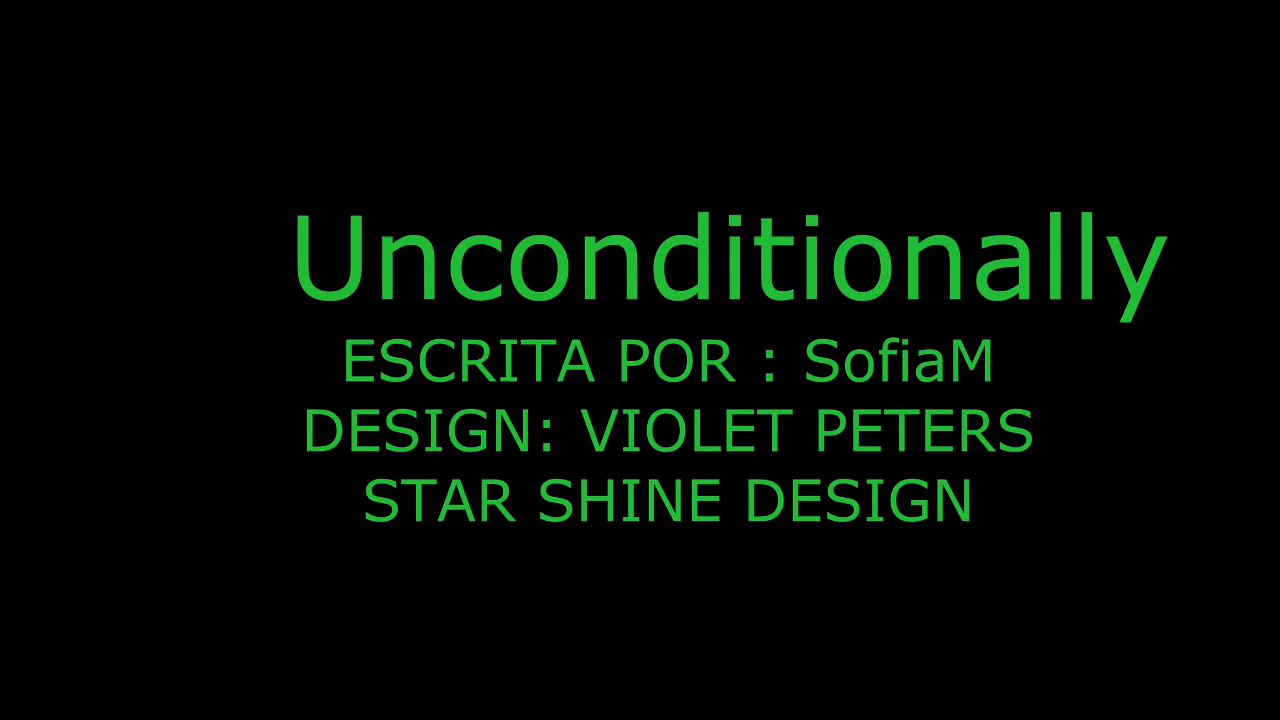 Unconditionally
ESCRITA POR : SofiaM
DESIGN: VIOLET PETERS
STAR SHINE DESIGN